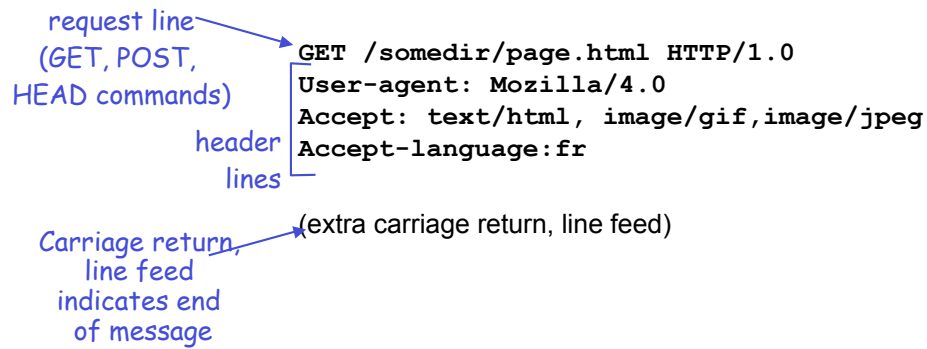 request line
(GET, POST,
HEAD commands)
GET /somedir/page.html HTTP/1.0
User-agent: Mozilla/4.0
Accept: text/html, image/gif,image/jpeg
Accept-language:fr
header
lines
(extra carriage return, line feed)
Carriage return,
line feed
indicates end
of message